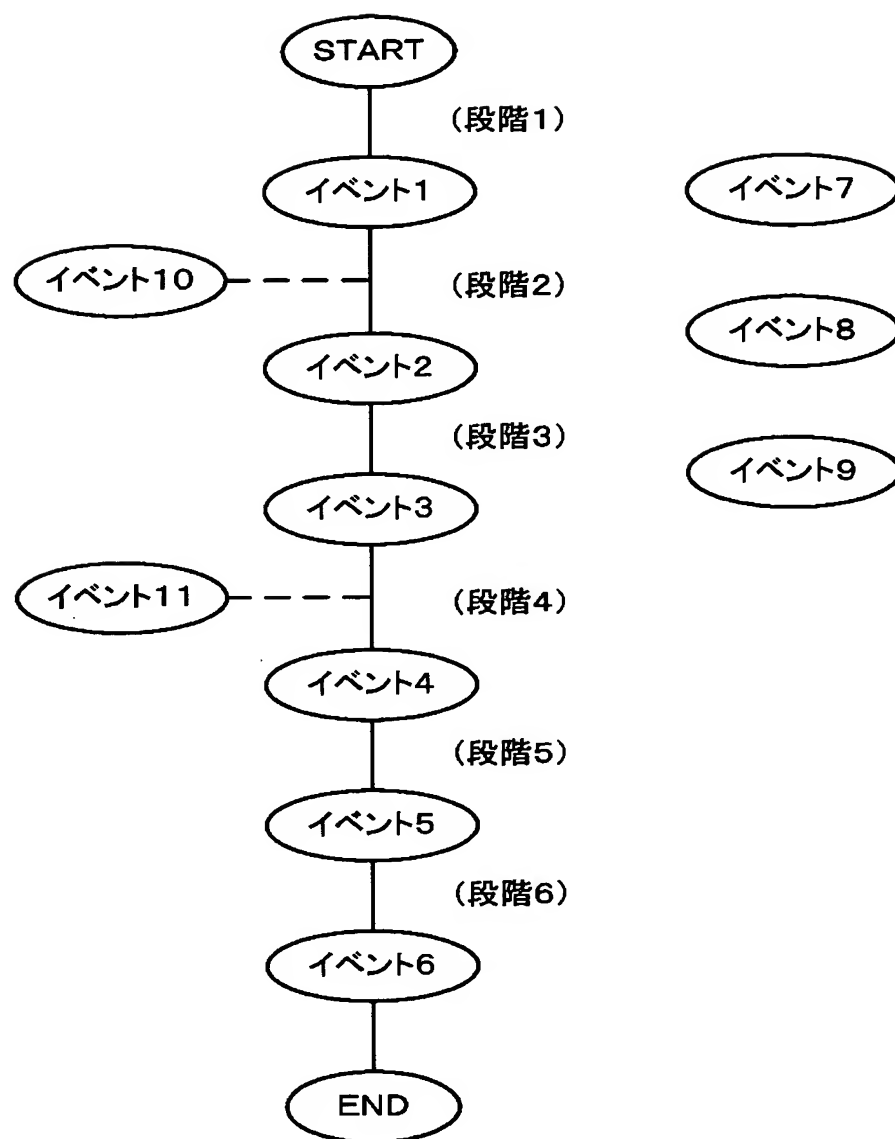 START
（段階１）
イベント1
イベント7
イベント10
（段階２）
イベント8
イベント2
（段階３）
イベント9
イベント3
イベント11
（段階４）
イベント4
（段階５）
イベント5
（段階６）
イベント6
END